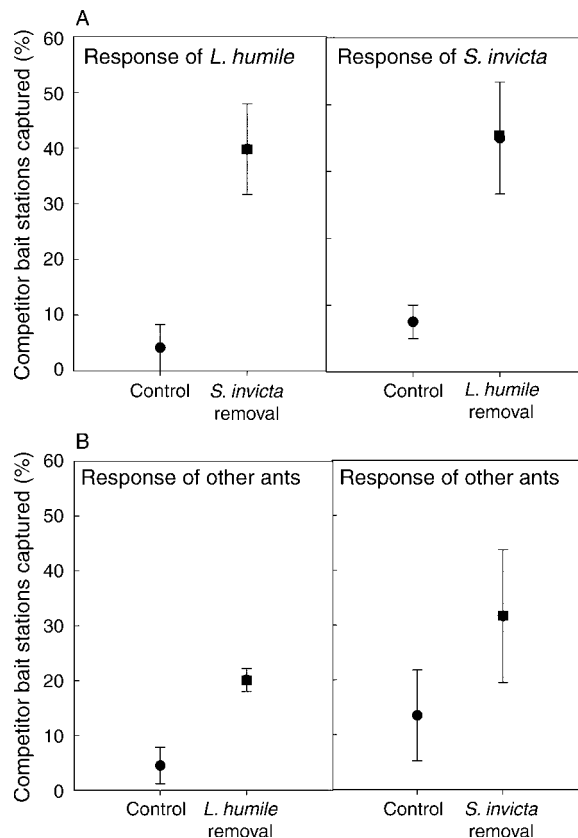 A
Competitor bait stations captured (%)
60
50
40
30
20
10
0
Response of L. humile
Response of S. invicta
Control
S. invicta
removal
Control
L. humile
removal
B
Competitor bait stations captured (%)
60
50
40
30
20
10
0
Response of other ants
Response of other ants
Control
L. humile
removal
Control
S. invicta
removal